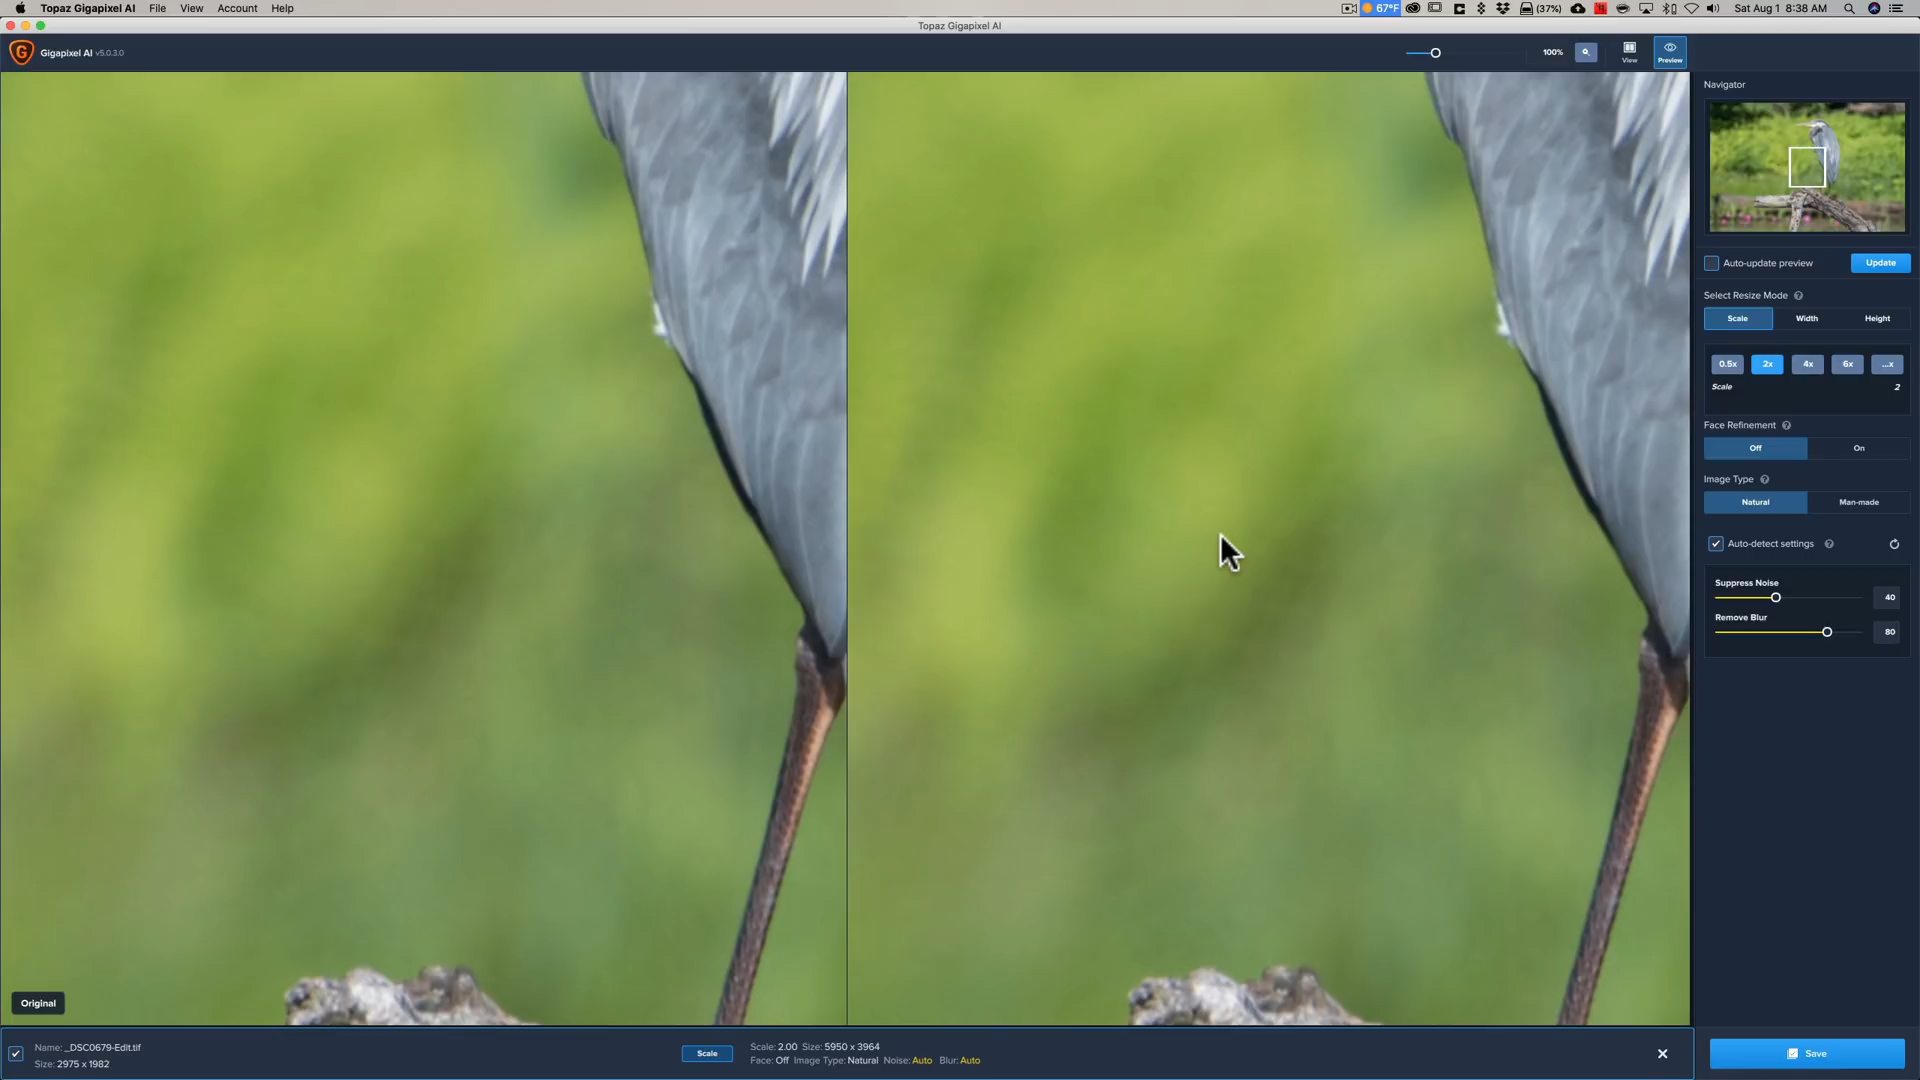 Topaz Gigapixel AI File View Account Help 67°F (37%) Sat Aug 1 8:38 AM
Topaz Gigapixel AI
G Gigapixel AI v5.0.3.0 100% View Preview
Navigator
Auto-update preview Update
Select Resize Mode ?
Scale Width Height
0.5x 2x 4x 6x ...x
Scale 2
Face Refinement ?
Off On
Image Type ?
Natural Man-made
Auto-detect settings ?
Suppress Noise
40
Remove Blur
80
Original
Name: _DSC0679-Edit.tif
Size: 2975 x 1982
Scale
Scale: 2.00 Size: 5950 x 3964
Face: Off Image Type: Natural Noise: Auto Blur: Auto
Save